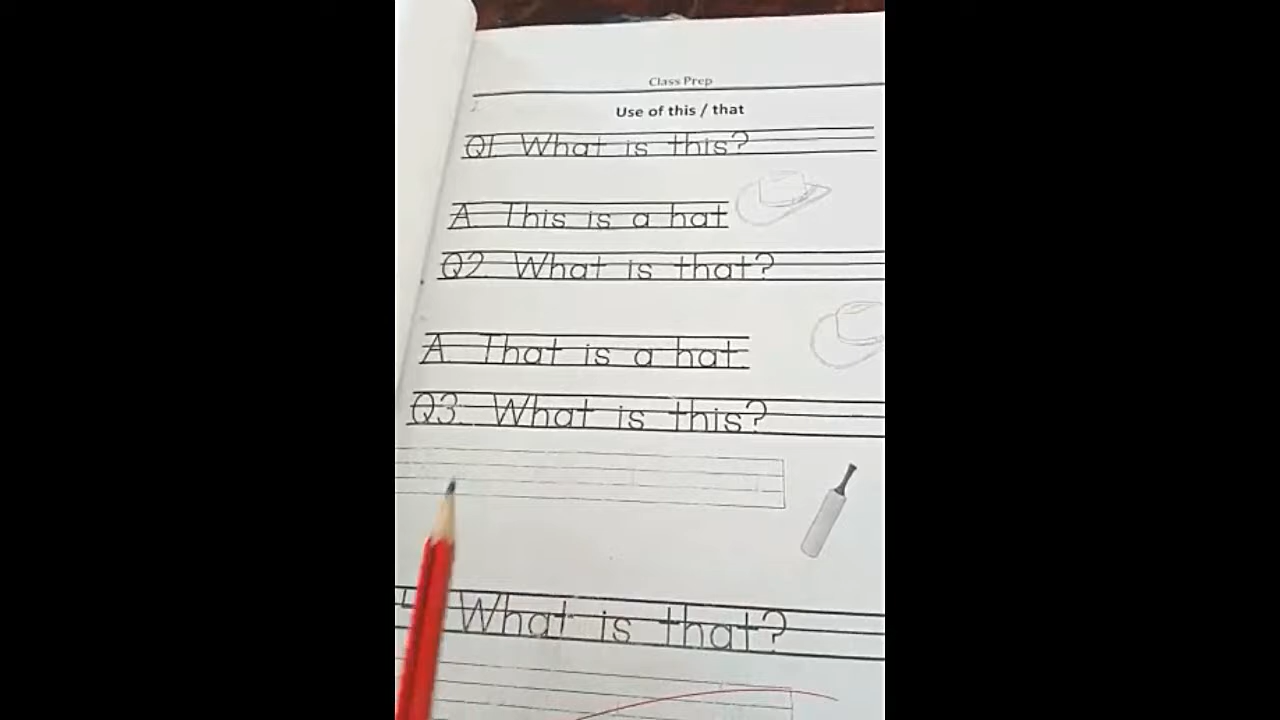 Class Prep
Use of this / that
Q1. What is this?
A. This is a hat
Q2. What is that?
A. That is a hat.
Q3. What is this?
What is that?